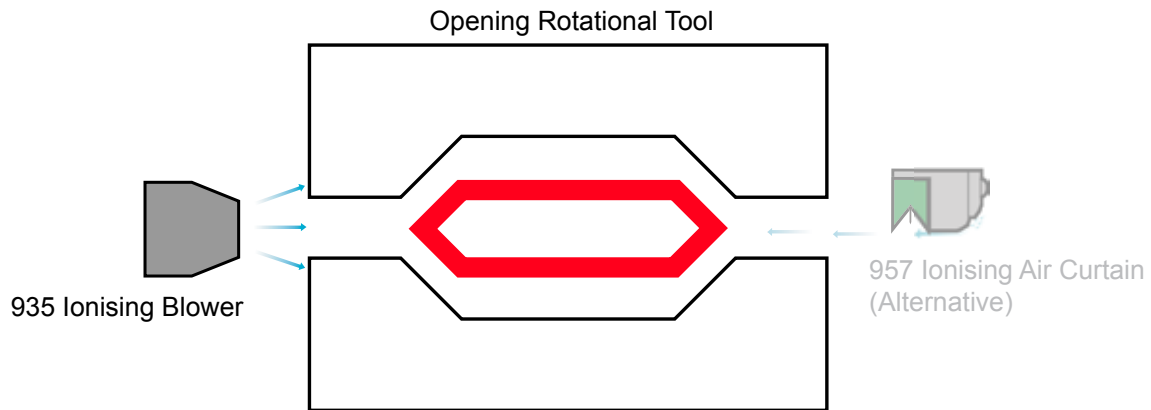 Opening Rotational Tool
935 Ionising Blower
957 Ionising Air Curtain
(Alternative)